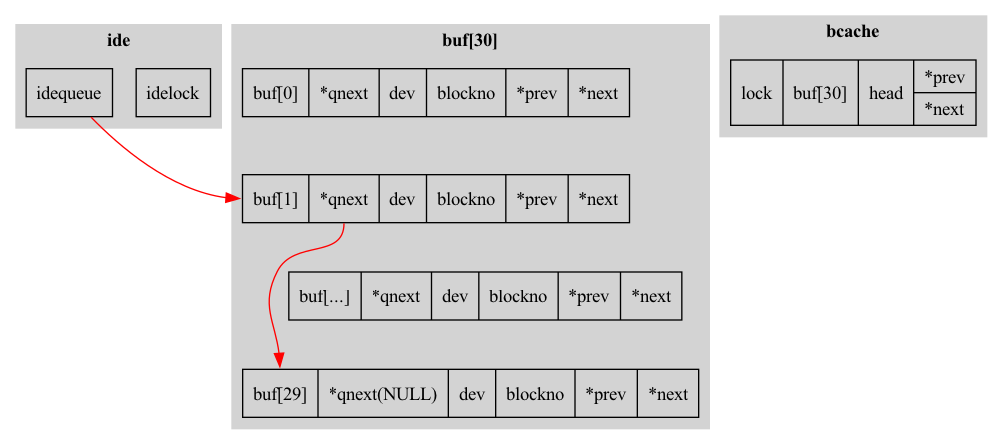 ide
idequeue idelock
buf[30]
buf[0] *qnext dev blockno *prev *next
buf[1] *qnext dev blockno *prev *next
buf[...] *qnext dev blockno *prev *next
buf[29] *qnext(NULL) dev blockno *prev *next
bcache
lock buf[30] head *prev
*next